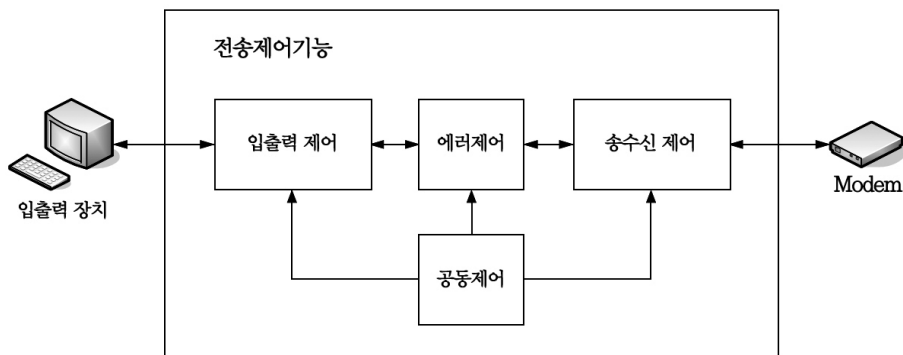 전송제어기능
입출력 제어
에러제어
송수신 제어
입출력 장치
Modem
공동제어